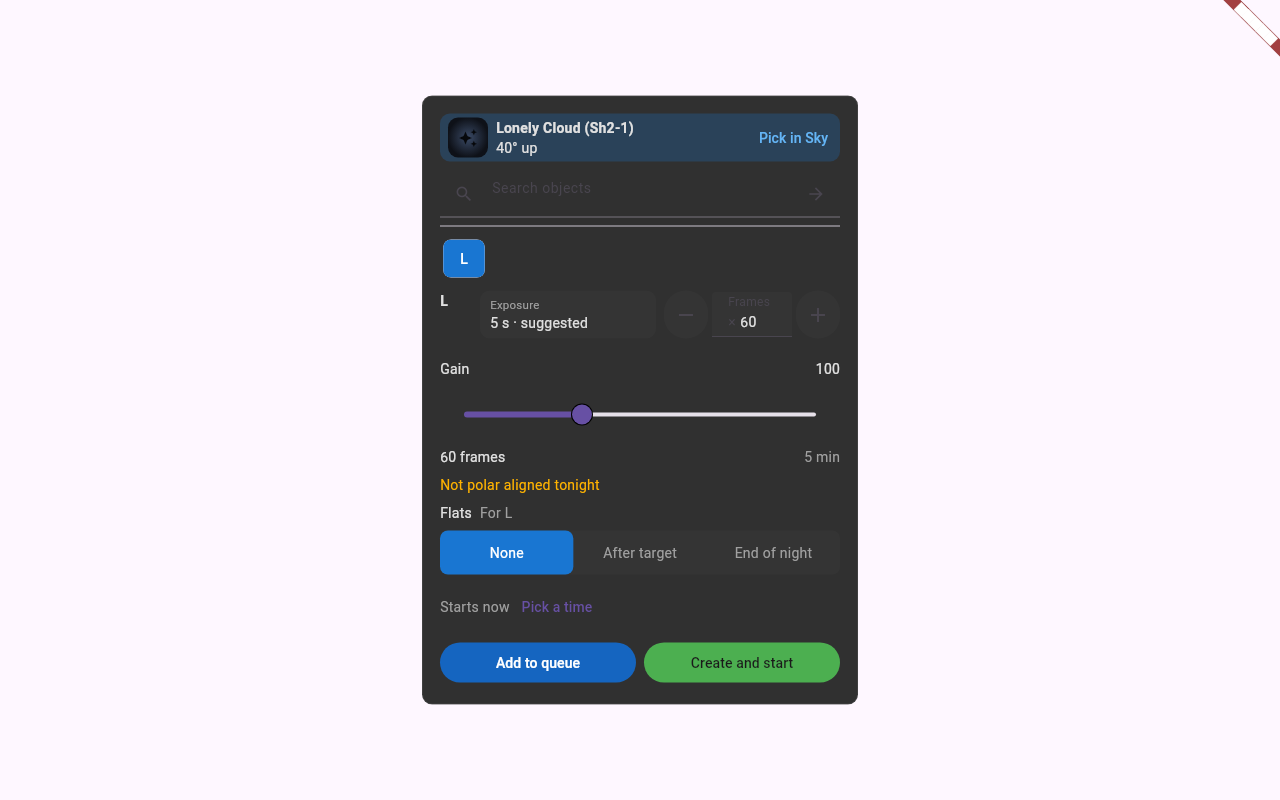 Lonely Cloud (Sh2-1)
40° up
Pick in Sky
Search objects
L
L
Exposure
5 s · suggested
Frames
× 60
Gain
100
60 frames
5 min
Not polar aligned tonight
Flats For L
None
After target
End of night
Starts now Pick a time
Add to queue
Create and start